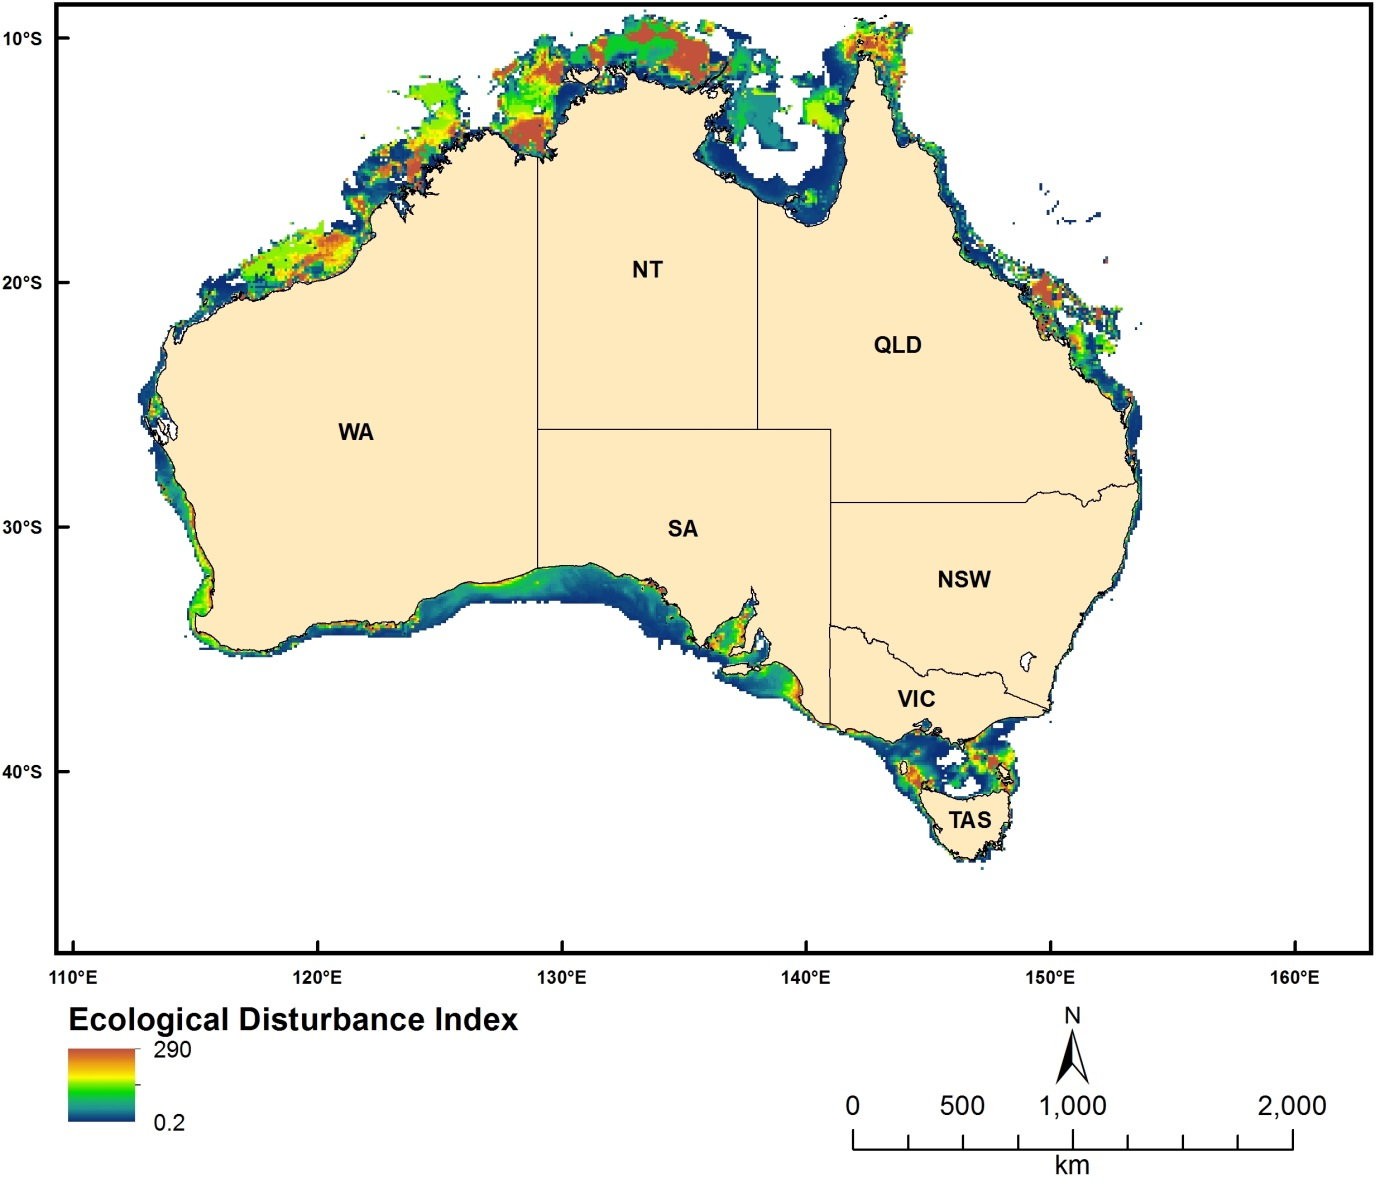 10°S
NT
20°S
QLD
WA
30°S
SA
NSW
VIC
40°S
TAS
110°E 120°E 130°E 140°E 150°E 160°E
Ecological Disturbance Index
290
0.2
N
0 500 1,000 2,000
km